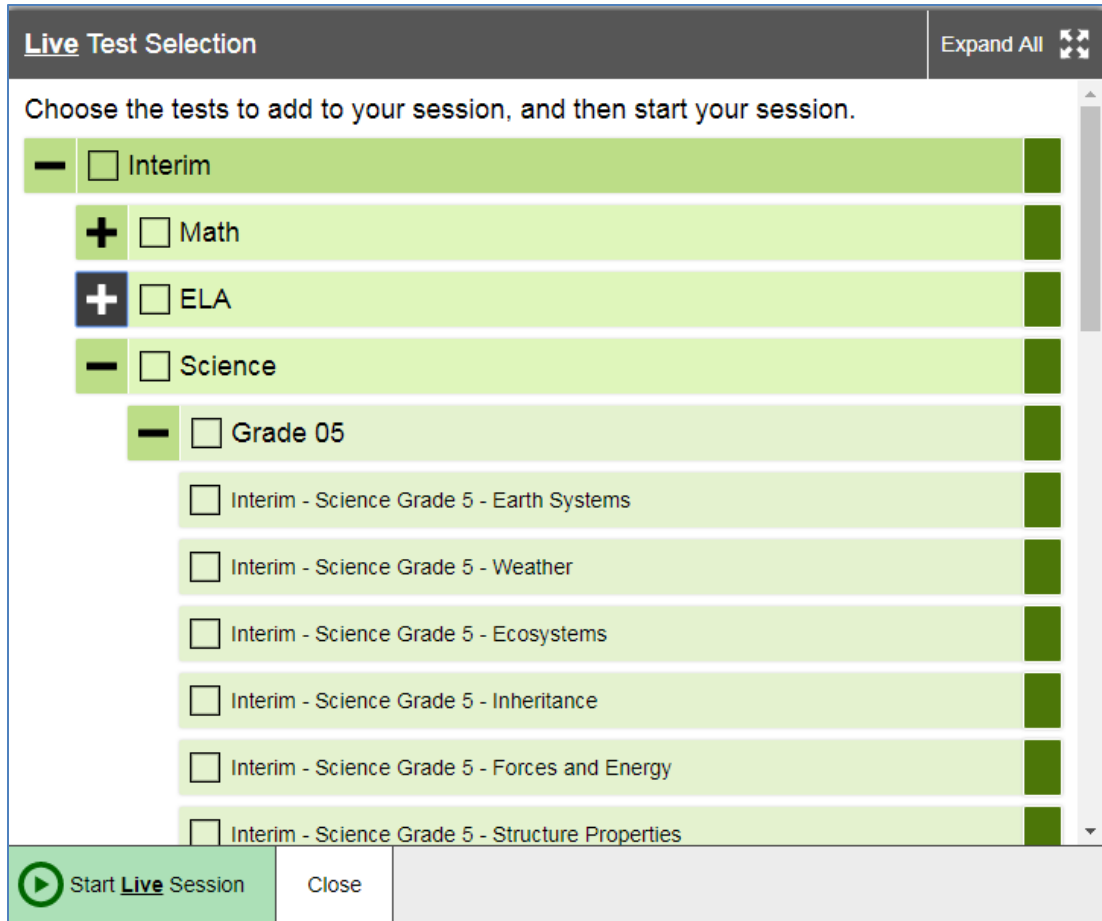 Live Test Selection
Expand All
Choose the tests to add to your session, and then start your session.
Interim
Math
ELA
Science
Grade 05
Interim - Science Grade 5 - Earth Systems
Interim - Science Grade 5 - Weather
Interim - Science Grade 5 - Ecosystems
Interim - Science Grade 5 - Inheritance
Interim - Science Grade 5 - Forces and Energy
Interim - Science Grade 5 - Structure Properties
Start Live Session
Close